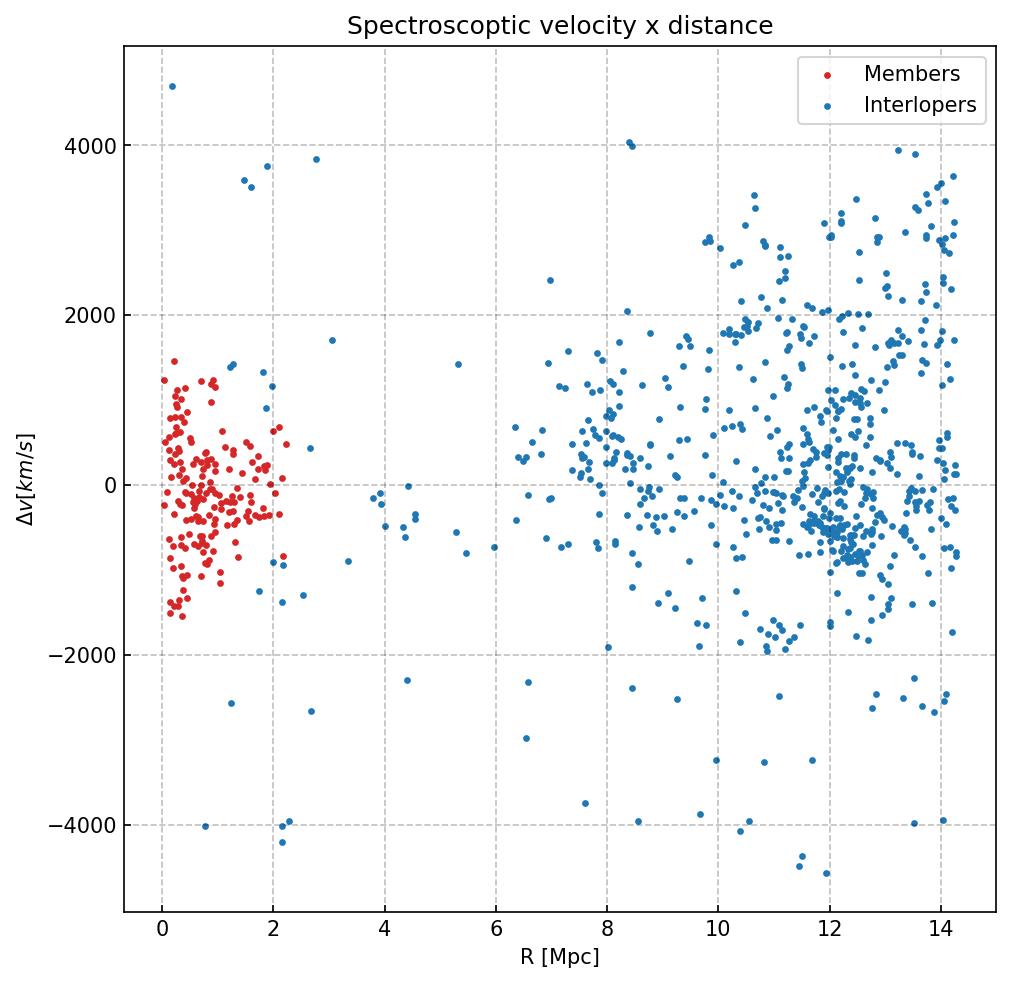 Spectroscoptic velocity x distance
Members
Interlopers
4000
2000
0
−2000
−4000
Δv[km/s]
0 2 4 6 8 10 12 14
R [Mpc]